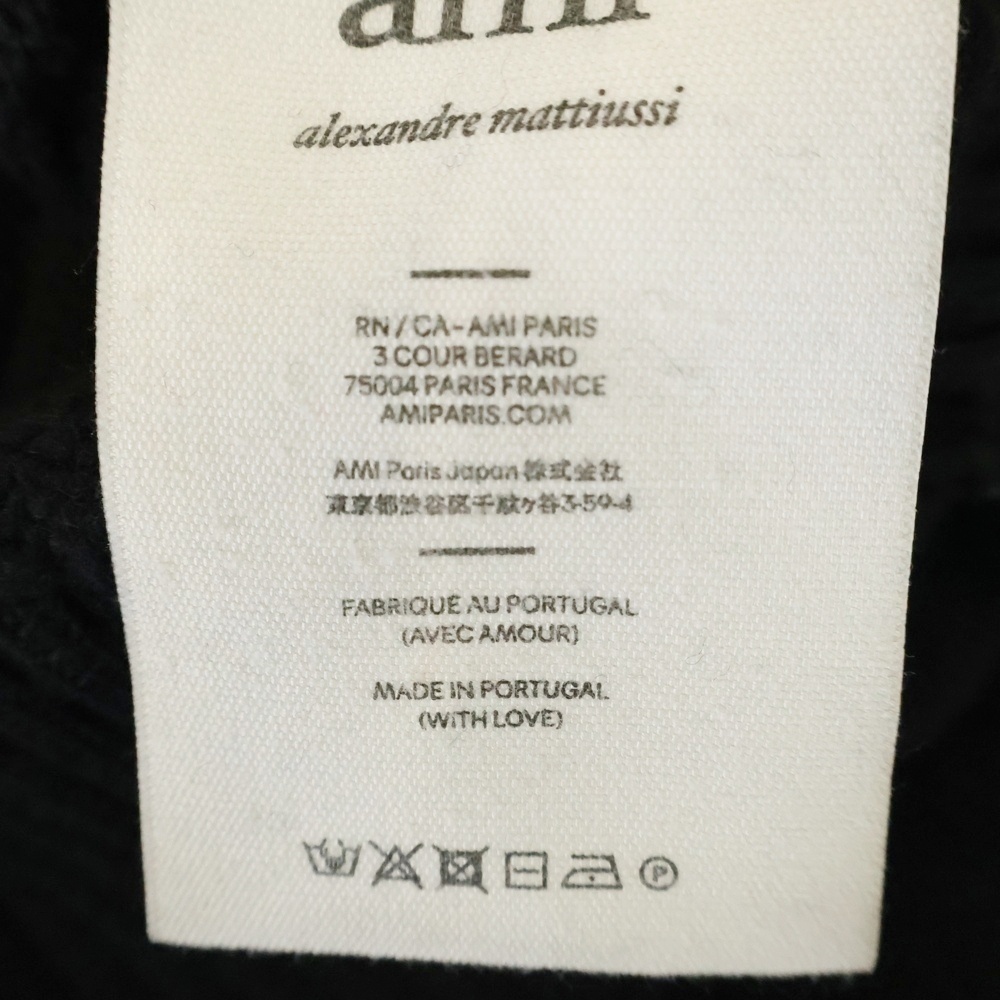 ami
alexandre mattiussi
RN / CA - AMI PARIS
3 COUR BERARD
75004 PARIS FRANCE
AMIPARIS.COM
AMI Paris Japan 株式会社
東京都渋谷区千駄ヶ谷3-59-4
FABRIQUE AU PORTUGAL
(AVEC AMOUR)
MADE IN PORTUGAL
(WITH LOVE)
P